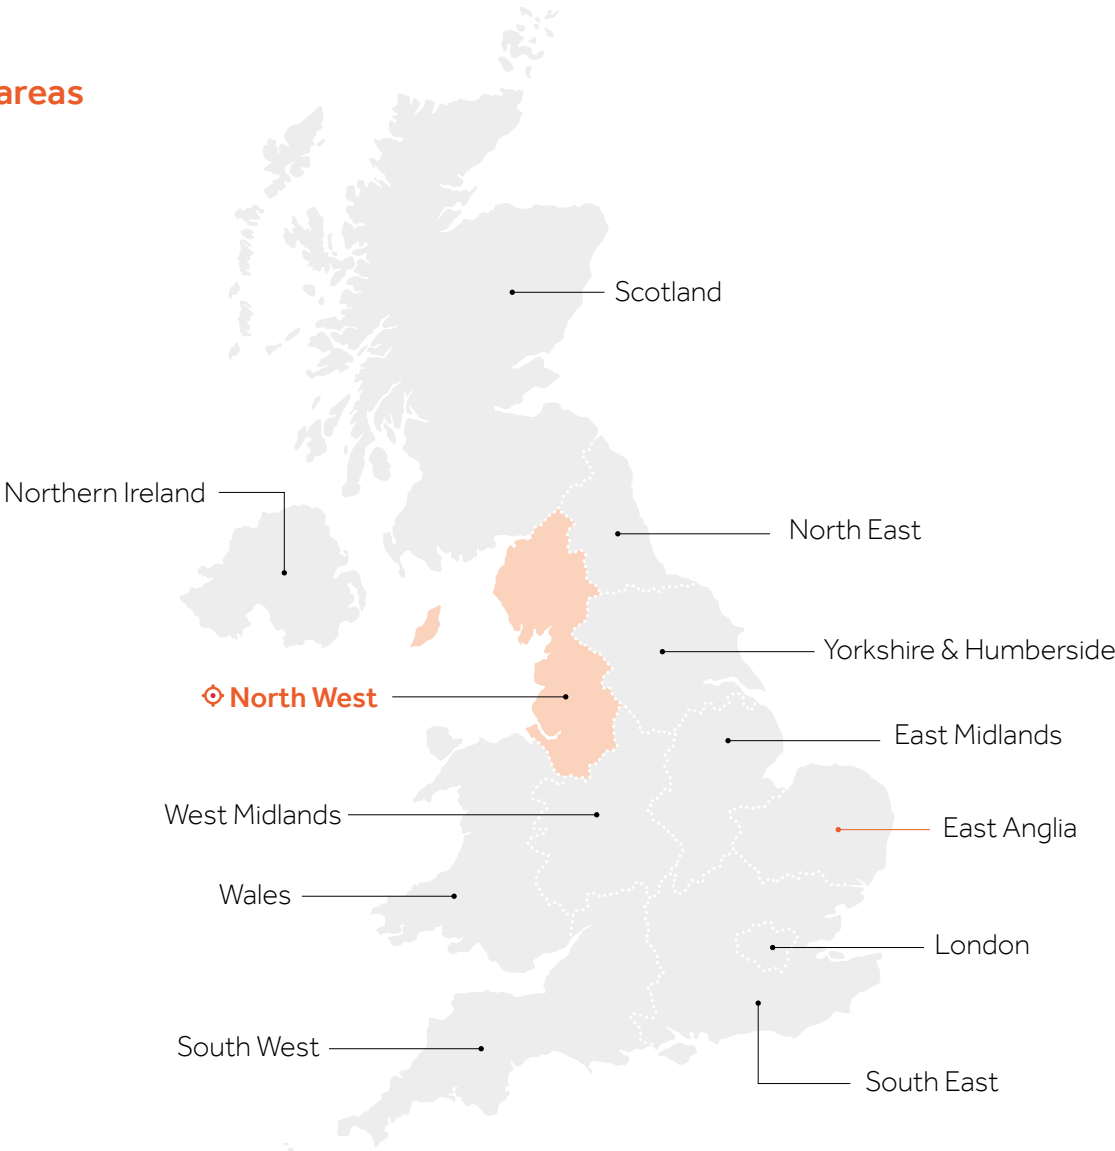 areas
Scotland
Northern Ireland
North East
Yorkshire & Humberside
North West
East Midlands
West Midlands
East Anglia
Wales
London
South West
South East